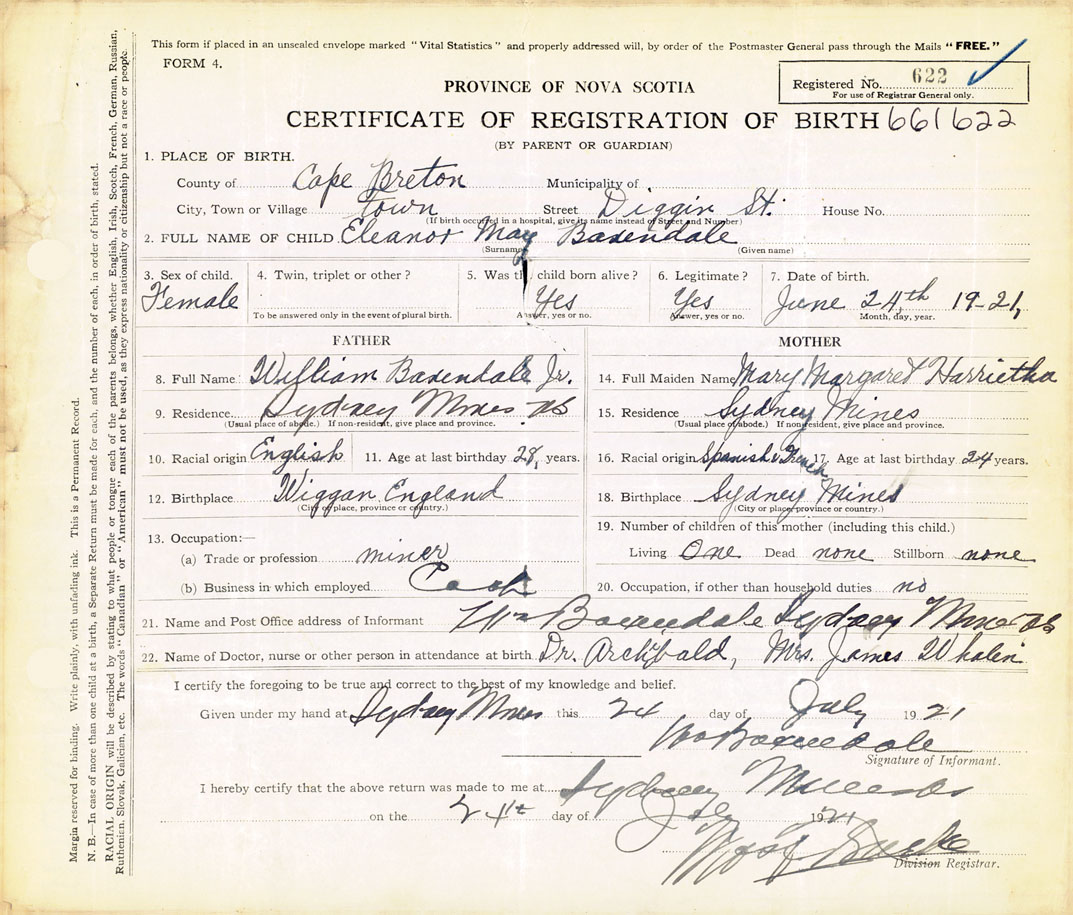 This form if placed in an unsealed envelope marked "Vital Statistics" and properly addressed will, by order of the Postmaster General pass through the Mails "FREE."
FORM 4.
Registered No. 622
For use of Registrar General only.
PROVINCE OF NOVA SCOTIA
CERTIFICATE OF REGISTRATION OF BIRTH 661622
(BY PARENT OR GUARDIAN)
1. PLACE OF BIRTH.
County of Cape Breton Municipality of
City, Town or Village Town Street Diggin St. House No.
(If birth occurred in a hospital, give its name instead of Street and Number)
2. FULL NAME OF CHILD Eleanor May Baxendale
(Surname) (Given name)
3. Sex of child. 4. Twin, triplet or other? 5. Was the child born alive? 6. Legitimate? 7. Date of birth.
Female Yes Yes June 24th 19-21,
To be answered only in the event of plural birth. Answer, yes or no. Answer, yes or no. Month, day, year.
FATHER MOTHER
8. Full Name William Baxendale Jr. 14. Full Maiden Name Mary Margaret Harrietha
9. Residence Sydney Mines CB 15. Residence Sydney Mines
(Usual place of abode.) If non-resident, give place and province. (Usual place of abode.) If non-resident, give place and province.
10. Racial origin English 11. Age at last birthday 28, years. 16. Racial origin Spanish & French 17. Age at last birthday 24 years.
12. Birthplace Wiggan England 18. Birthplace Sydney Mines
(City or place, province or country.) (City or place, province or country.)
13. Occupation:— 19. Number of children of this mother (including this child.)
(a) Trade or profession miner Living One Dead none Stillborn none
(b) Business in which employed 20. Occupation, if other than household duties no
21. Name and Post Office address of Informant Wm Baxendale Sydney Mines CB
22. Name of Doctor, nurse or other person in attendance at birth Dr. Archibald, Mrs. James Whalen
I certify the foregoing to be true and correct to the best of my knowledge and belief.
Given under my hand at Sydney Mines this 24 day of July 1921
Wm Baxendale
Signature of Informant.
I hereby certify that the above return was made to me at Sydney Mines CB
on the 24th day of July 1921
Division Registrar.
Margin reserved for binding. Write plainly, with unfading ink. This is a Permanent Record.
N. B.—In case of more than one child at a birth, a Separate Return must be made for each, and the number of each, in order of birth, stated.
RACIAL ORIGIN will be described by stating to what people or tongue each of the parents belongs, whether English, Irish, Scotch, French, German, Russian,
Ruthenian, Slovak, Galician, etc. The words "Canadian" or "American" must not be used, as they express nationality or citizenship but not a race or people.